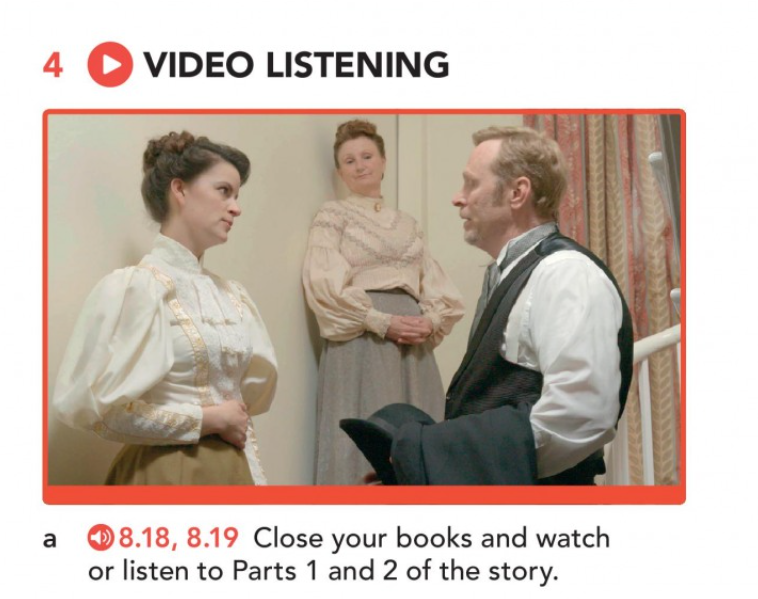 4 VIDEO LISTENING
a 8.18, 8.19 Close your books and watch
or listen to Parts 1 and 2 of the story.